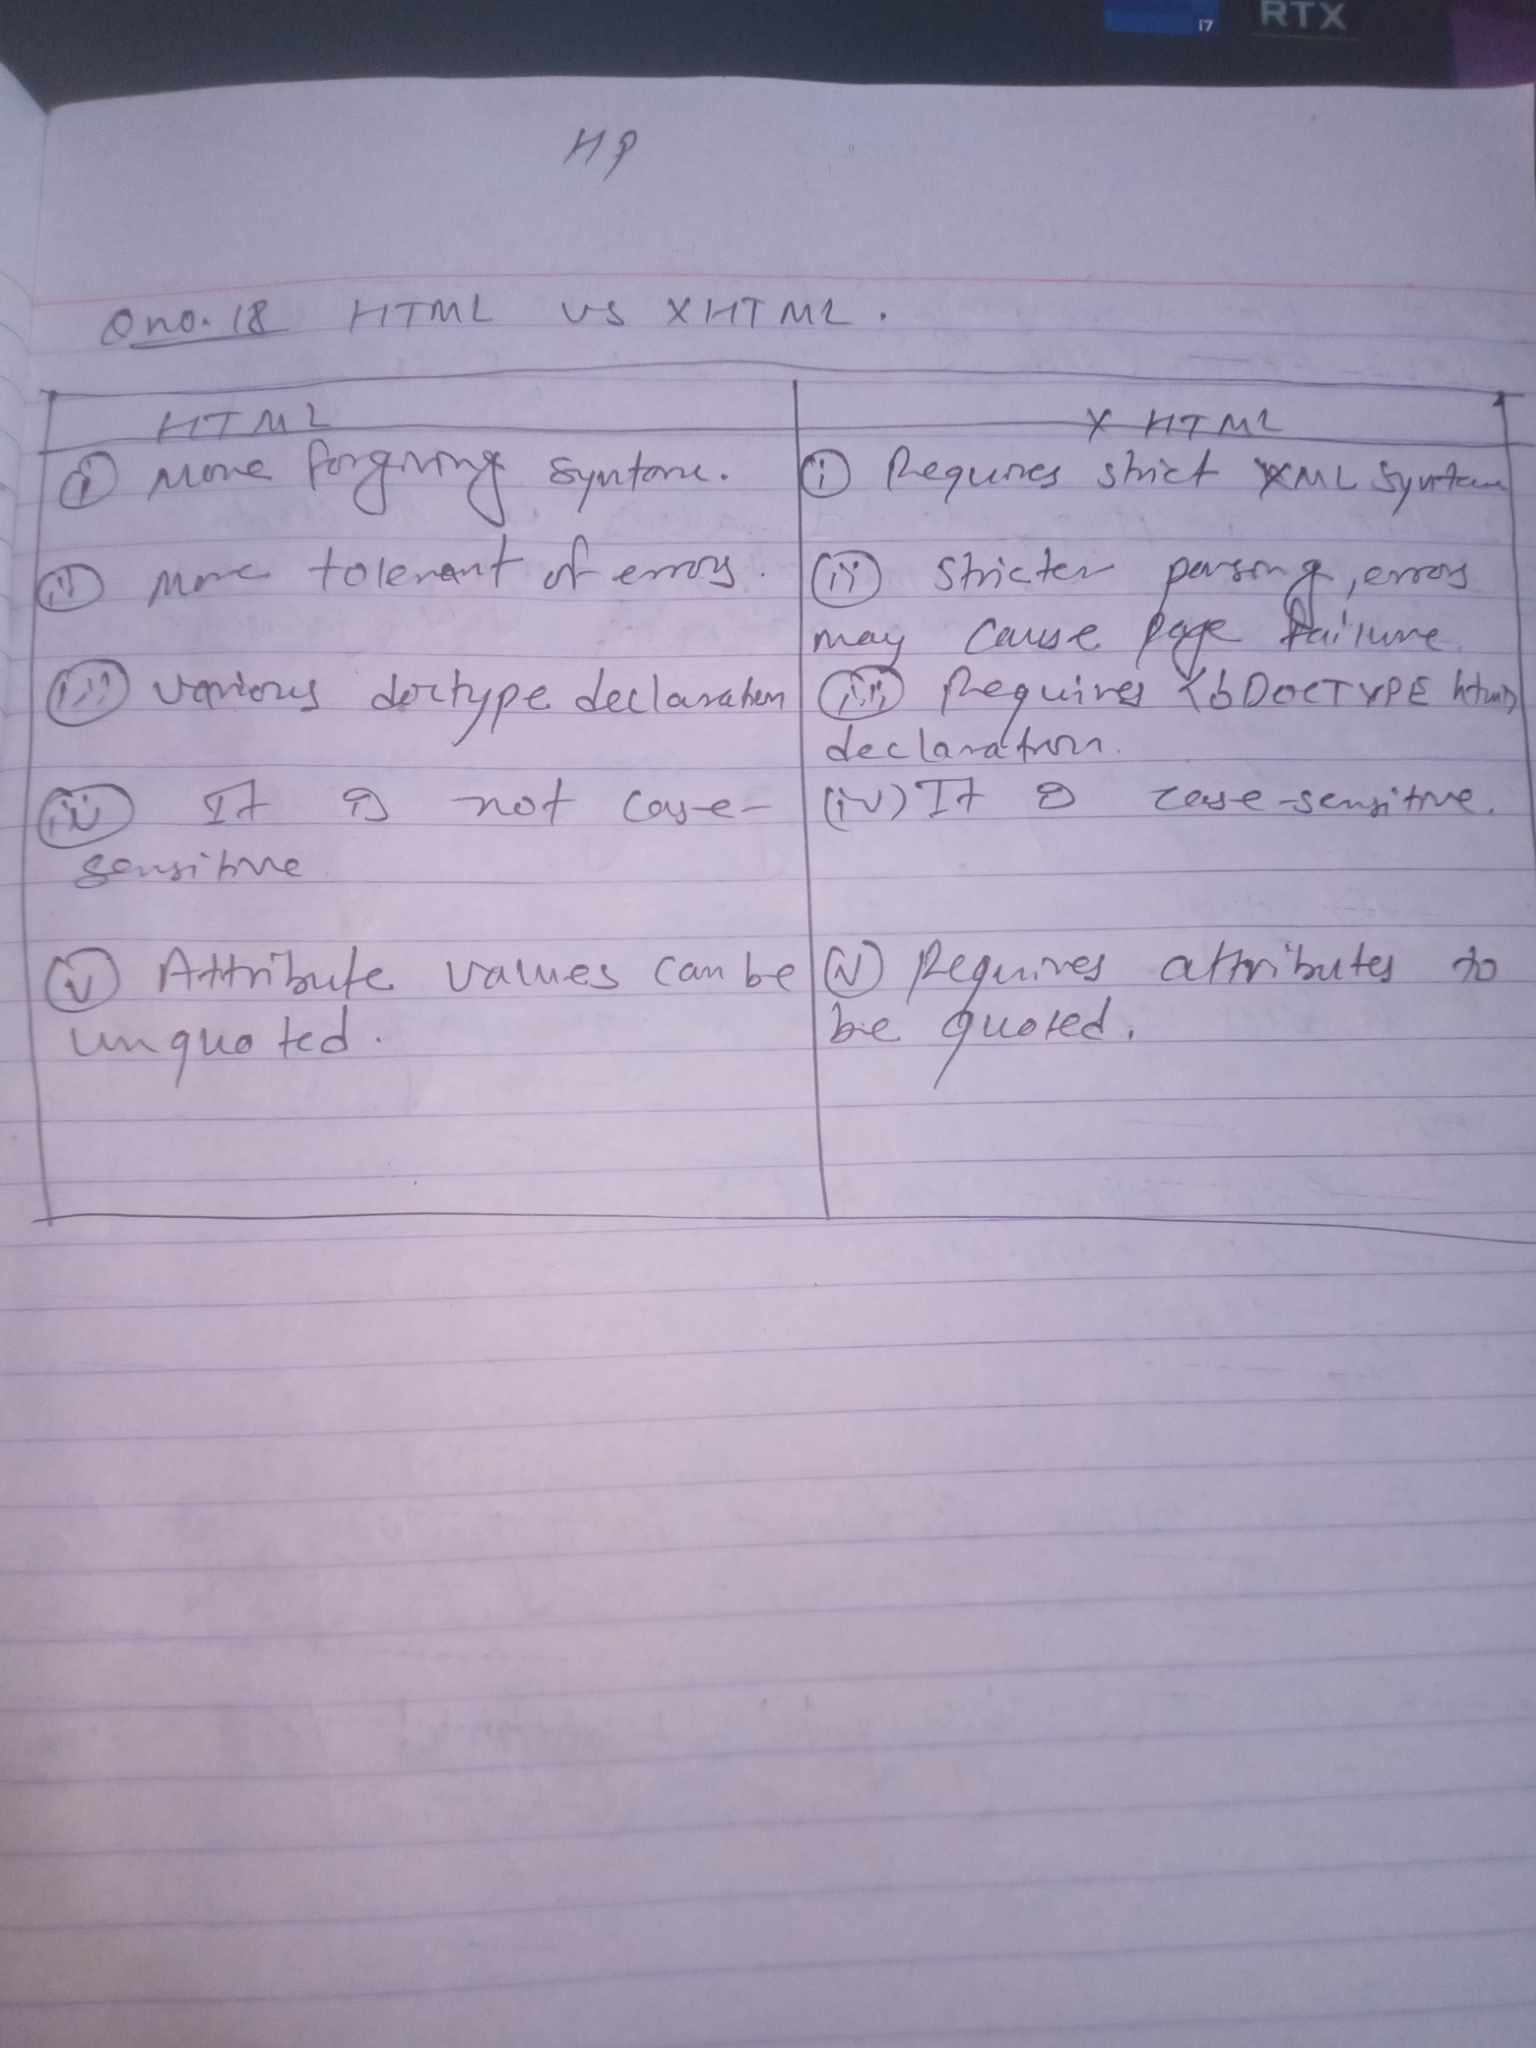 i7 RTX
HP
Qno. 18 HTML vs XHTML.
HTML
X HTML
(i) More forgiving syntax.
(i) Requires strict XML Syntax
(ii) More tolerant of errors.
(ii) Stricter parsing, errors
may cause page failure
(iii) various doctype declaration
(iii) Requires <!DOCTYPE html>
declaration.
(iv) It is not case-
sensitive
(iv) It is case-sensitive.
(v) Attribute values can be
unquoted.
(v) Requires attributes to
be quoted.